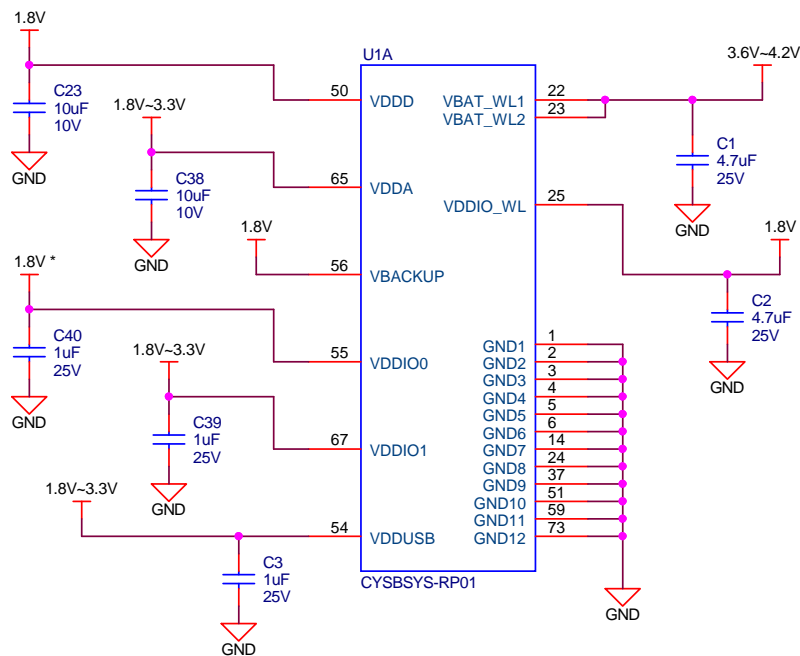 1.8V
U1A
3.6V~4.2V
C23
10uF
10V
50
VDDD
VBAT_WL1
22
VBAT_WL2
23
1.8V~3.3V
GND
C1
4.7uF
25V
C38
10uF
10V
65
VDDA
VDDIO_WL
25
GND
GND
1.8V
1.8V
56
VBACKUP
1.8V *
C2
4.7uF
25V
C40
1uF
25V
55
VDDIO0
GND
GND
1.8V~3.3V
C39
1uF
25V
67
VDDIO1
GND
GND1
1
GND2
2
GND3
3
GND4
4
GND5
5
GND6
6
GND7
14
GND8
24
GND9
37
GND10
51
GND11
59
GND12
73
1.8V~3.3V
54
VDDUSB
C3
1uF
25V
GND
CYSBSYS-RP01
GND